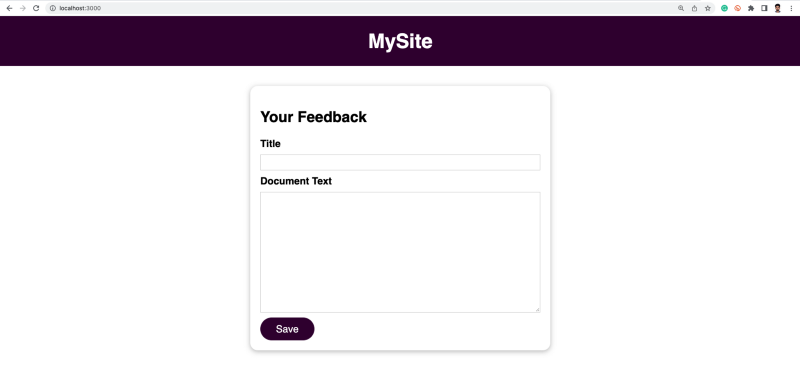 localhost:3000
MySite
Your Feedback
Title
Document Text
Save